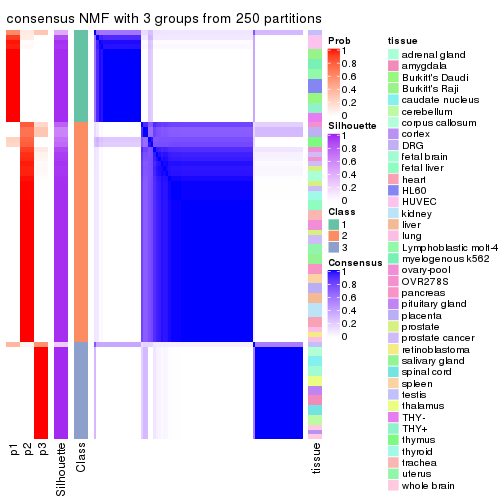 consensus NMF with 3 groups from 250 partitions
Prob
1
0.8
0.6
0.4
0.2
0
Silhouette
1
0.8
0.6
0.4
0.2
0
Class
1
2
3
Consensus
1
0.8
0.6
0.4
0.2
0
tissue
adrenal gland
amygdala
Burkitt's Daudi
Burkitt's Raji
caudate nucleus
cerebellum
corpus callosum
cortex
DRG
fetal brain
fetal liver
heart
HL60
HUVEC
kidney
liver
lung
Lymphoblastic molt-4
myelogenous k562
ovary-pool
OVR278S
pancreas
pituitary gland
placenta
prostate
prostate cancer
retinoblastoma
salivary gland
spinal cord
spleen
testis
thalamus
THY-
THY+
thymus
thyroid
trachea
uterus
whole brain
p1
p2
p3
Silhouette
Class
tissue